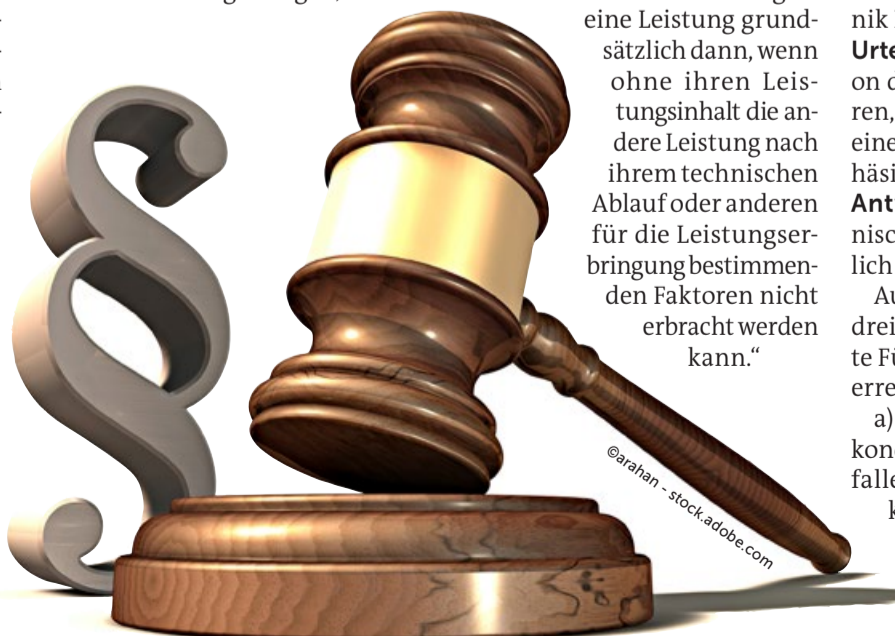 eine Leistung grund-
sätzlich dann, wenn
ohne ihren Leis-
tungsinhalt die an-
dere Leistung nach
ihrem technischen
Ablauf oder anderen
für die Leistungser-
bringung bestimmen-
den Faktoren nicht
erbracht werden
kann.“
©arahan - stock.adobe.com
nik
Urte
on
ren,
eine
häsi
Ant
nisc
lich
Au
drei
te Fü
erre
a)
kon
falle
k